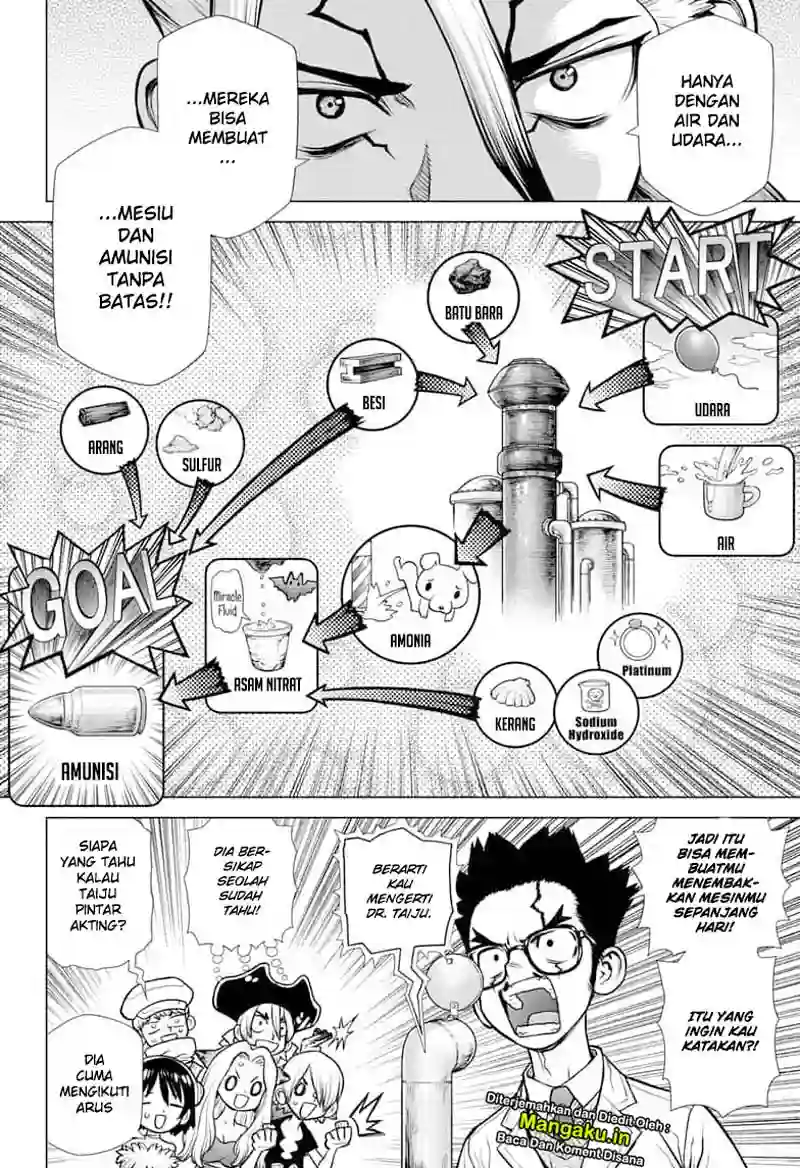 HANYA
DENGAN
AIR DAN
UDARA...
...MEREKA
BISA
MEMBUAT
...
...MESIU
DAN
AMUNISI
TANPA
BATAS!!
START
UDARA
AIR
BATU BARA
BESI
ARANG
SULFUR
AMONIA
Platinum
Sodium
Hydroxide
KERANG
Miracle
Fluid
ASAM NITRAT
GOAL
AMUNISI
JADI ITU
BISA MEM-
BUATMU
MENEMBAK-
KAN MESINMU
SEPANJANG
HARI!
ITU YANG
INGIN KAU
KATAKAN?!
BERARTI
KAU
MENGERTI
DR. TAIJU.
DIA BER-
SIKAP
SEOLAH
SUDAH
TAHU!
SIAPA
YANG TAHU
KALAU
TAIJU
PINTAR
AKTING?
DIA
CUMA
MENGIKUTI
ARUS
Diterjemahkan dan Diedit Oleh :
Mangaku.in
Baca Dan Koment Disana